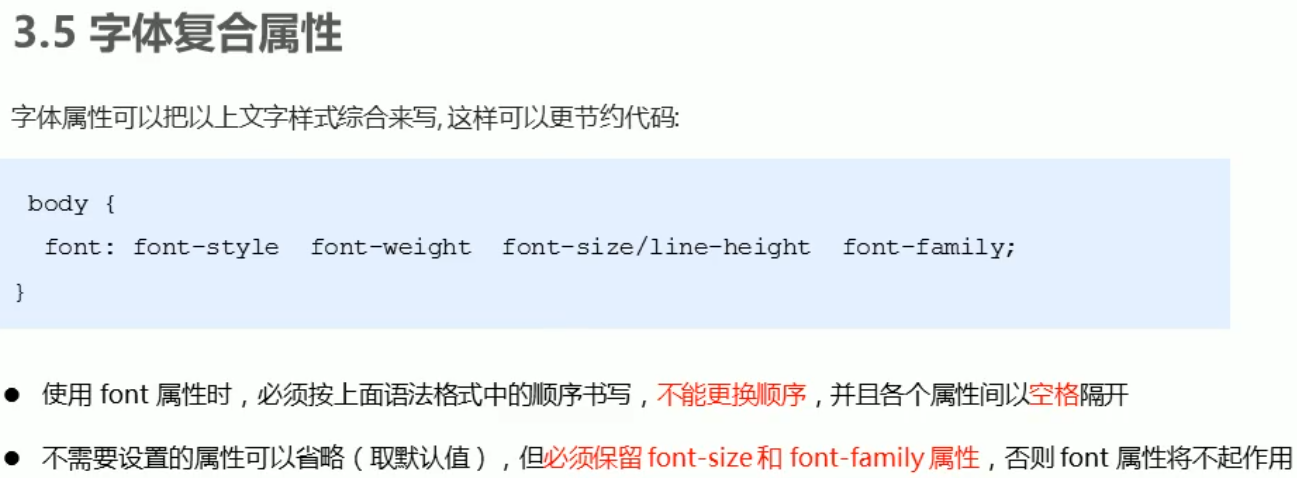 3.5 字体复合属性
字体属性可以把以上文字样式综合来写, 这样可以更节约代码:
body {
font: font-style font-weight font-size/line-height font-family;
}
● 使用 font 属性时，必须按上面语法格式中的顺序书写，不能更换顺序，并且各个属性间以空格隔开
● 不需要设置的属性可以省略（取默认值），但必须保留 font-size 和 font-family 属性，否则 font 属性将不起作用